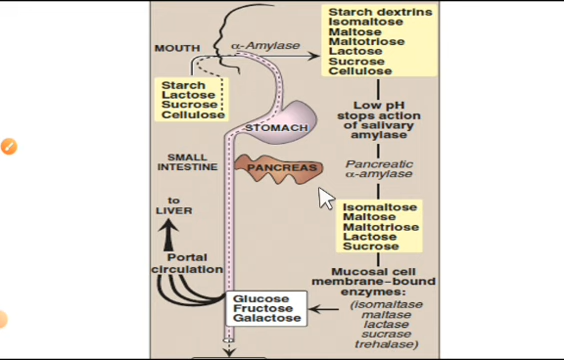 MOUTH
α-Amylase
Starch dextrins
Isomaltose
Maltose
Maltotriose
Lactose
Sucrose
Cellulose
Starch
Lactose
Sucrose
Cellulose
Low pH
stops action
of salivary
amylase
STOMACH
SMALL
INTESTINE
PANCREAS
Pancreatic
α-amylase
to
LIVER
Isomaltose
Maltose
Maltotriose
Lactose
Sucrose
Portal
circulation
Mucosal cell
membrane-bound
enzymes:
(isomaltase
maltase
lactase
sucrase
trehalase)
Glucose
Fructose
Galactose